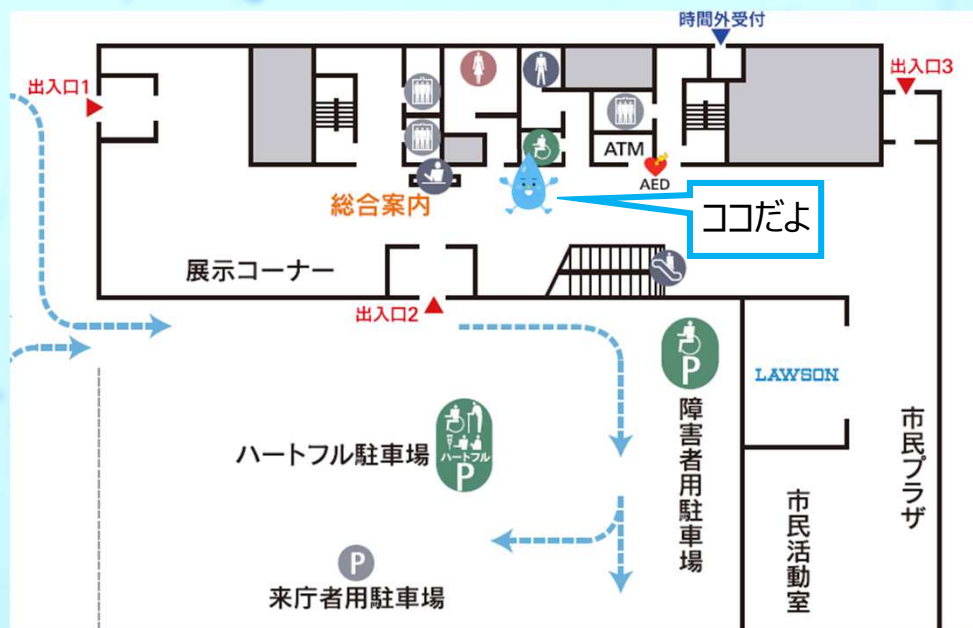 時間外受付
出入口1
出入口3
ATM
AED
総合案内
ココだよ
展示コーナー
出入口2
P
LAWSON
障害者用駐車場
ハートフル駐車場
ハートフル
P
市民プラザ
市民活動室
P
来庁者用駐車場